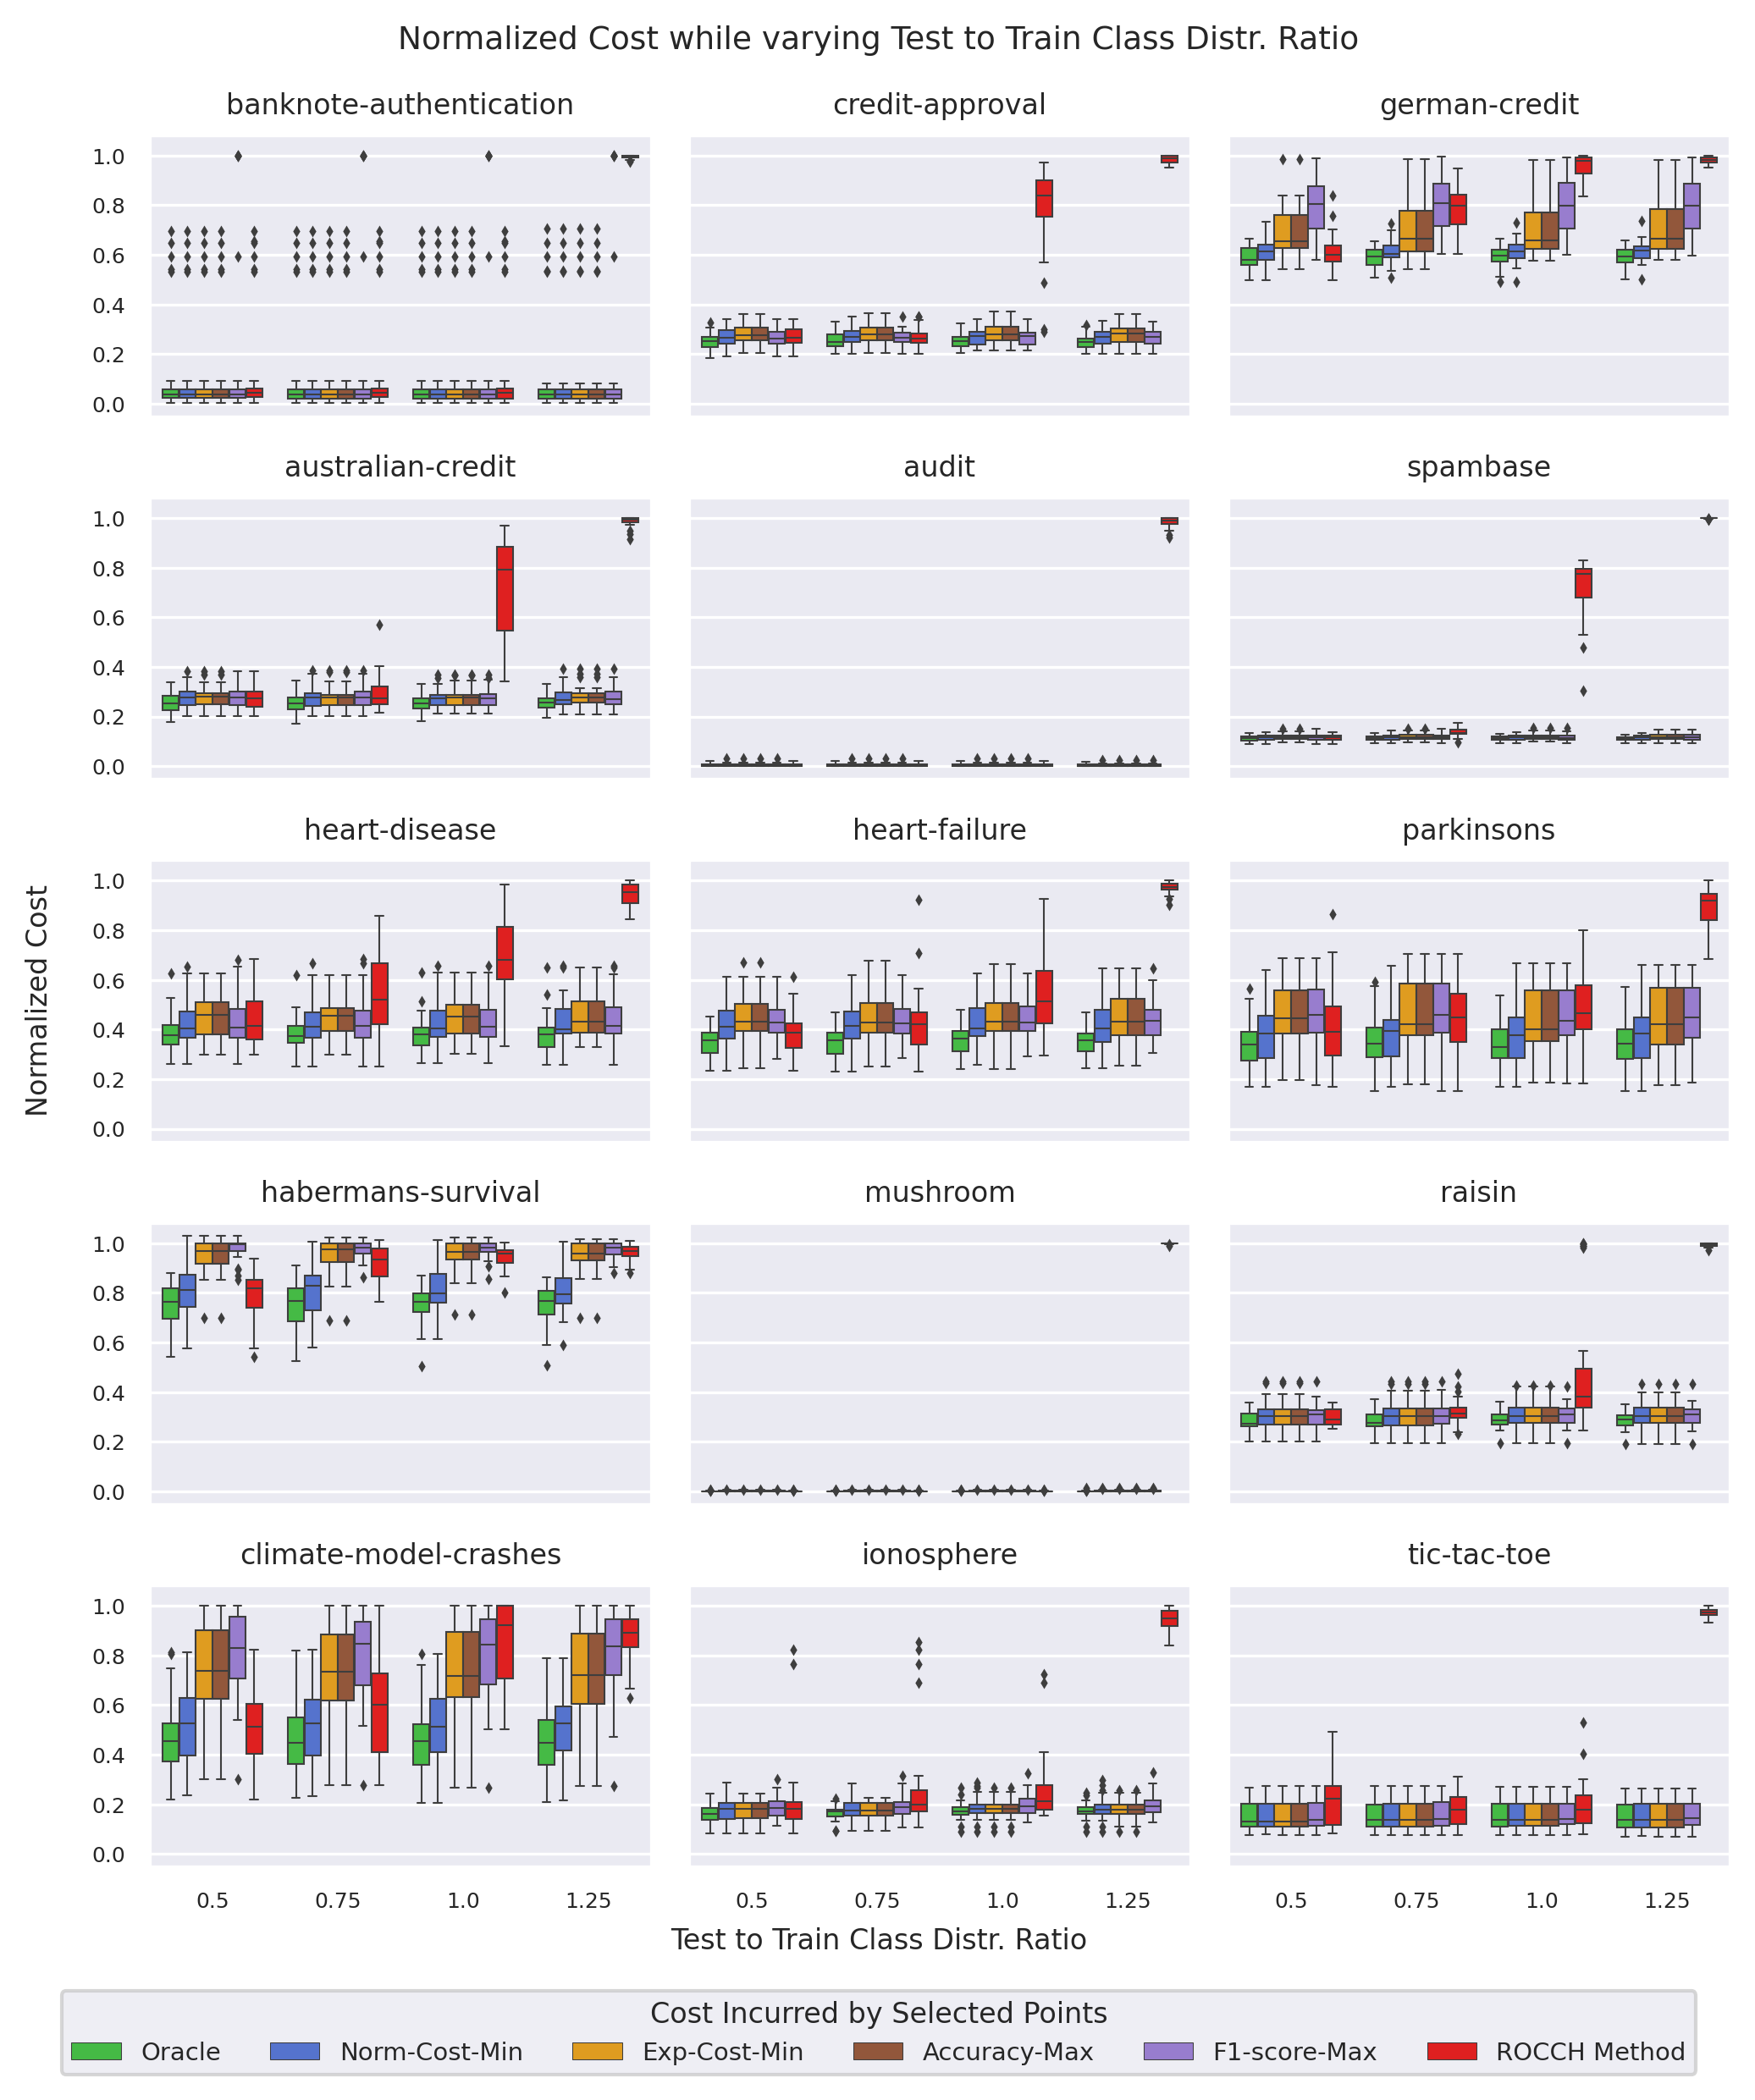 Normalized Cost while varying Test to Train Class Distr. Ratio
banknote-authentication
credit-approval
german-credit
1.0
0.8
0.6
0.4
0.2
0.0
australian-credit
audit
spambase
1.0
0.8
0.6
0.4
0.2
0.0
heart-disease
heart-failure
parkinsons
Normalized Cost
1.0
0.8
0.6
0.4
0.2
0.0
habermans-survival
mushroom
raisin
1.0
0.8
0.6
0.4
0.2
0.0
climate-model-crashes
ionosphere
tic-tac-toe
1.0
0.8
0.6
0.4
0.2
0.0
0.5 0.75 1.0 1.25
0.5 0.75 1.0 1.25
0.5 0.75 1.0 1.25
Test to Train Class Distr. Ratio
Cost Incurred by Selected Points
Oracle Norm-Cost-Min Exp-Cost-Min Accuracy-Max F1-score-Max ROCCH Method